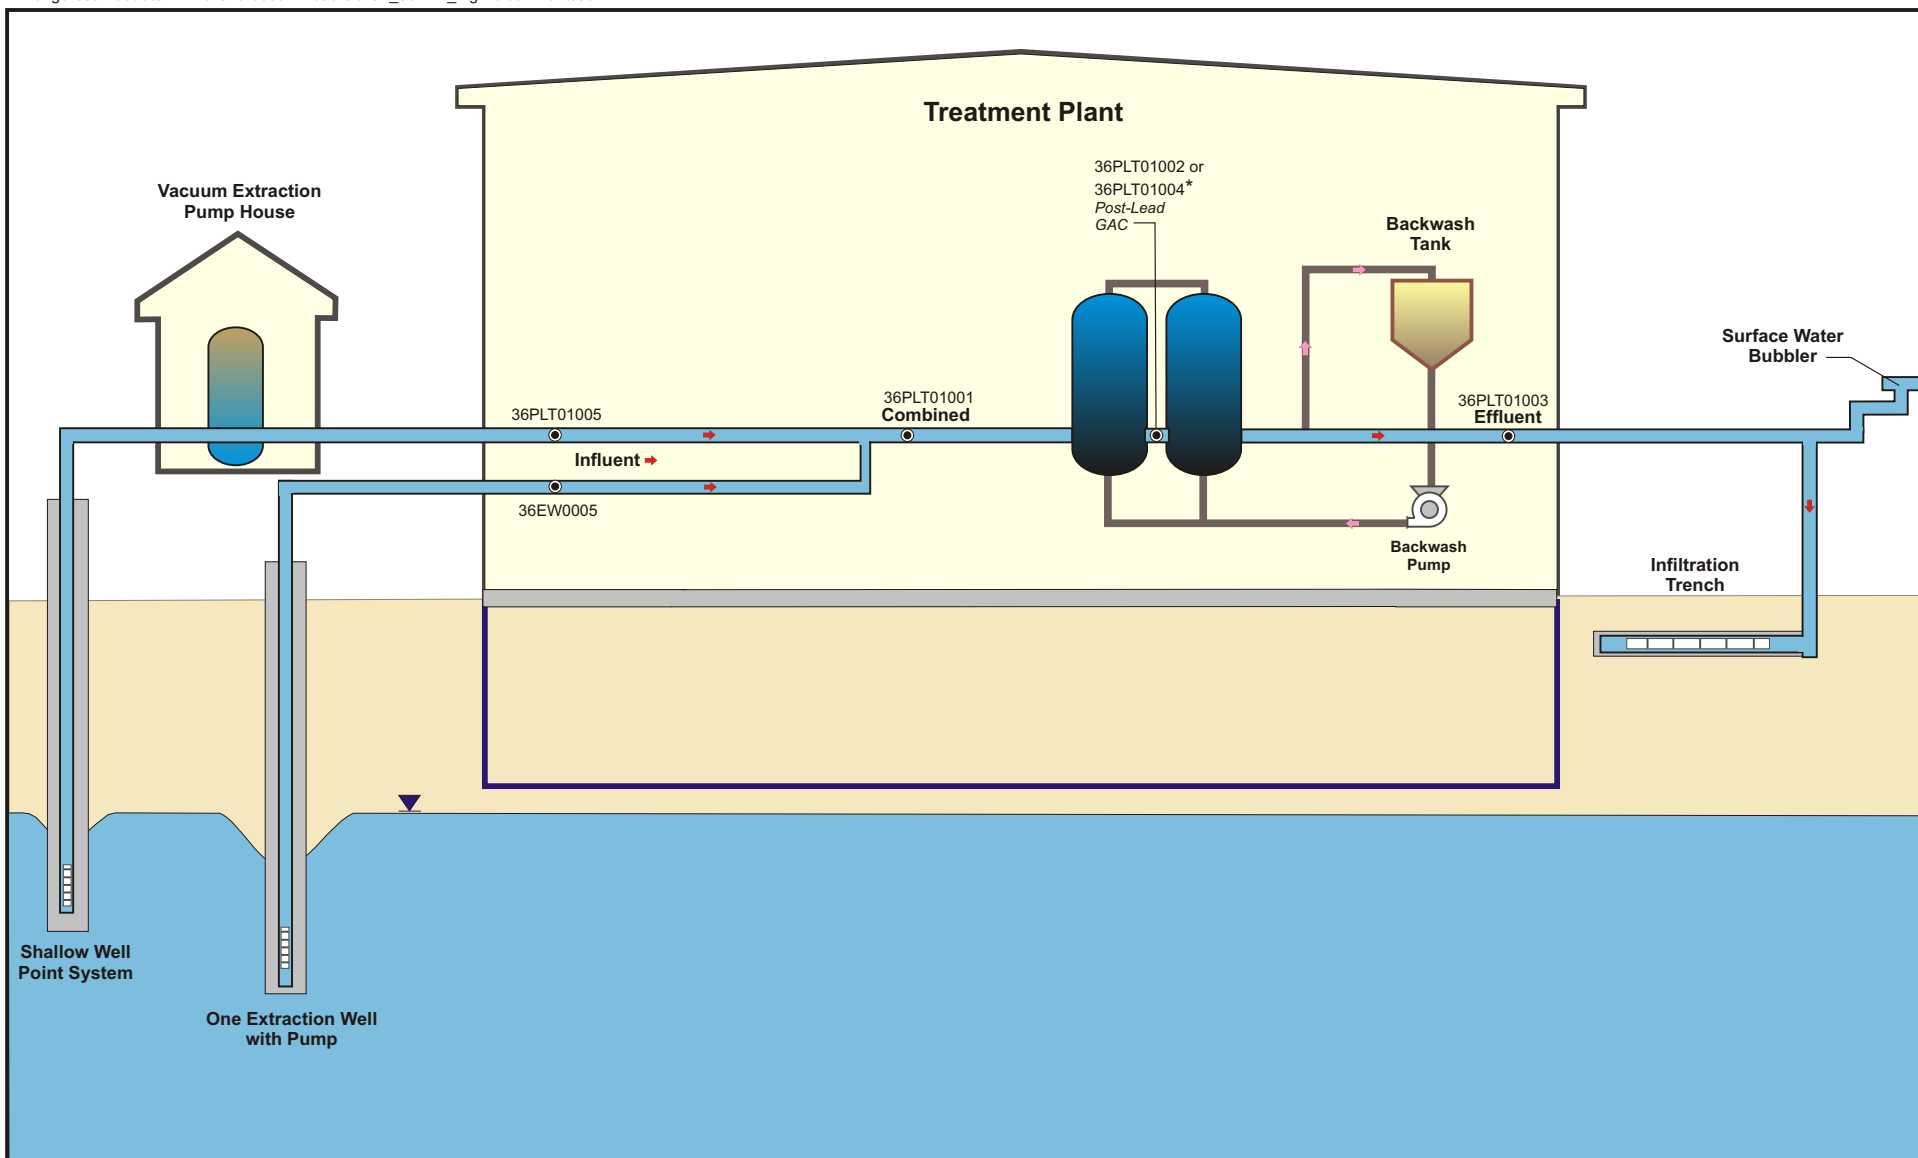 Treatment Plant
36PLT01002 or
36PLT01004*
Post-Lead
GAC
Vacuum Extraction
Pump House
Backwash
Tank
Surface Water
Bubbler
36PLT01005
36PLT01001
Combined
36PLT01003
Effluent
Influent
36EW0005
Backwash
Pump
Infiltration
Trench
Shallow Well
Point System
One Extraction Well
with Pump